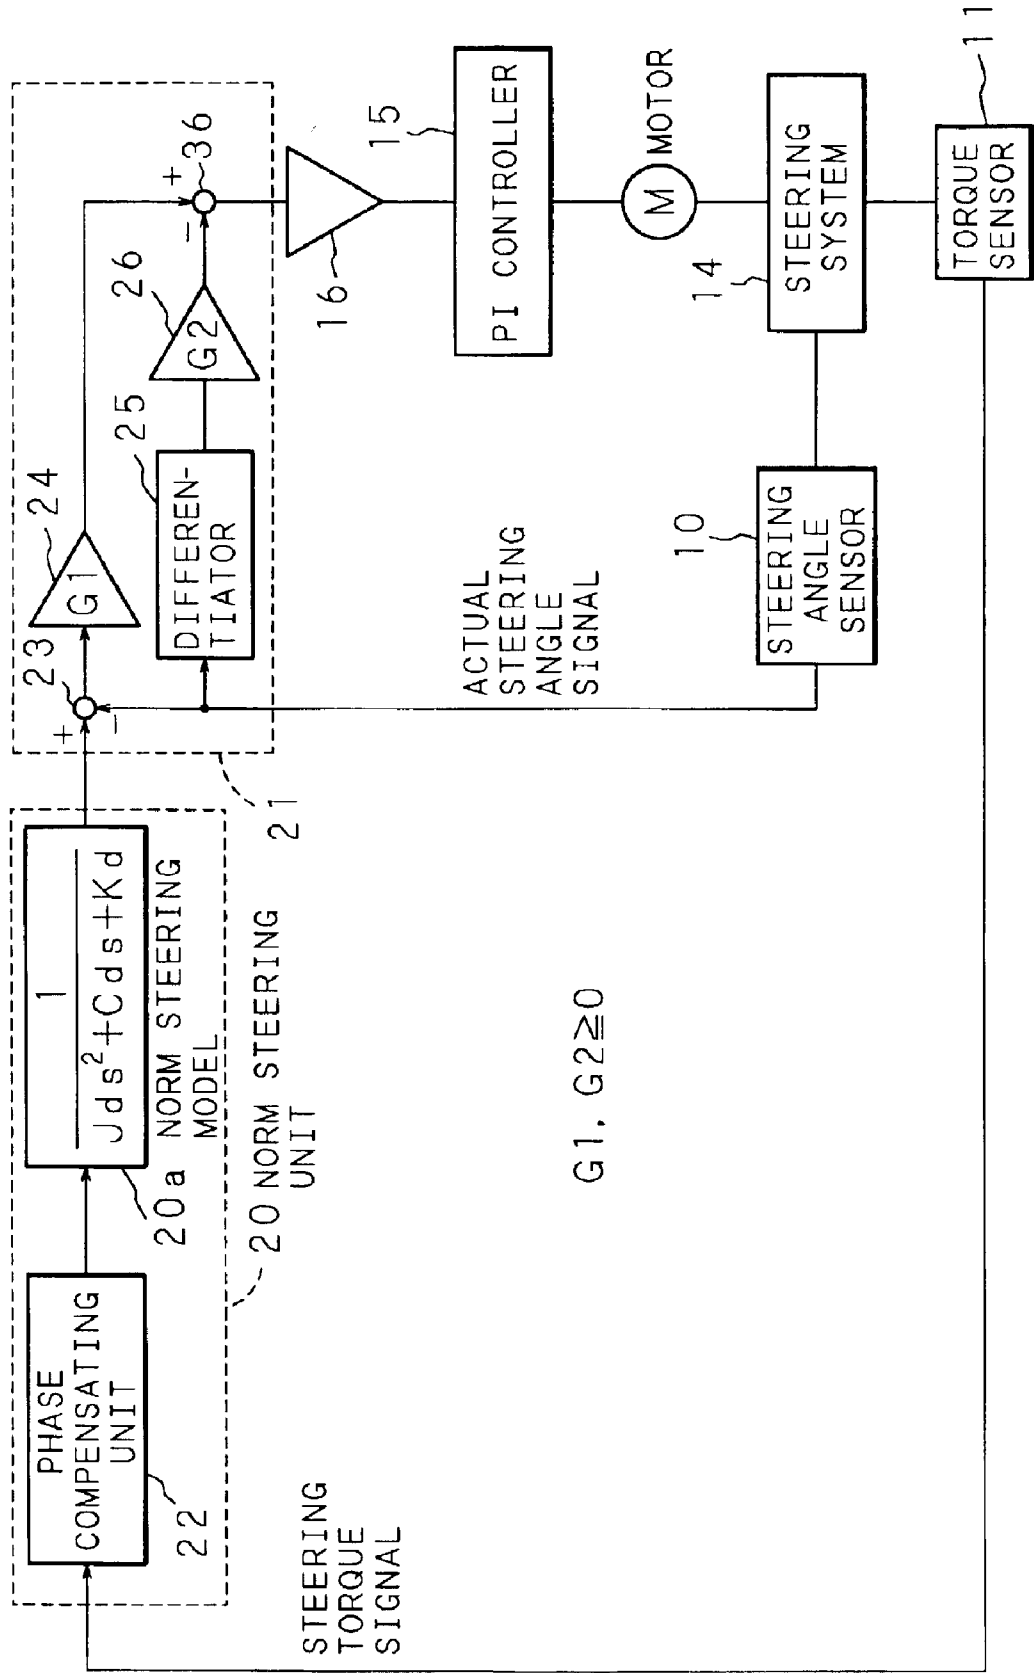 PHASE
COMPENSATING
UNIT
22
1
Jds²+Cds+Kd
20a
NORM STEERING
MODEL
20 NORM STEERING
UNIT
21
23
+
−
24
G1
25
DIFFEREN-
TIATOR
26
G2
+
−
36
16
15
PI CONTROLLER
M
MOTOR
14
STEERING
SYSTEM
10
STEERING
ANGLE
SENSOR
11
TORQUE
SENSOR
ACTUAL
STEERING
ANGLE
SIGNAL
STEERING
TORQUE
SIGNAL
G1, G2≧0